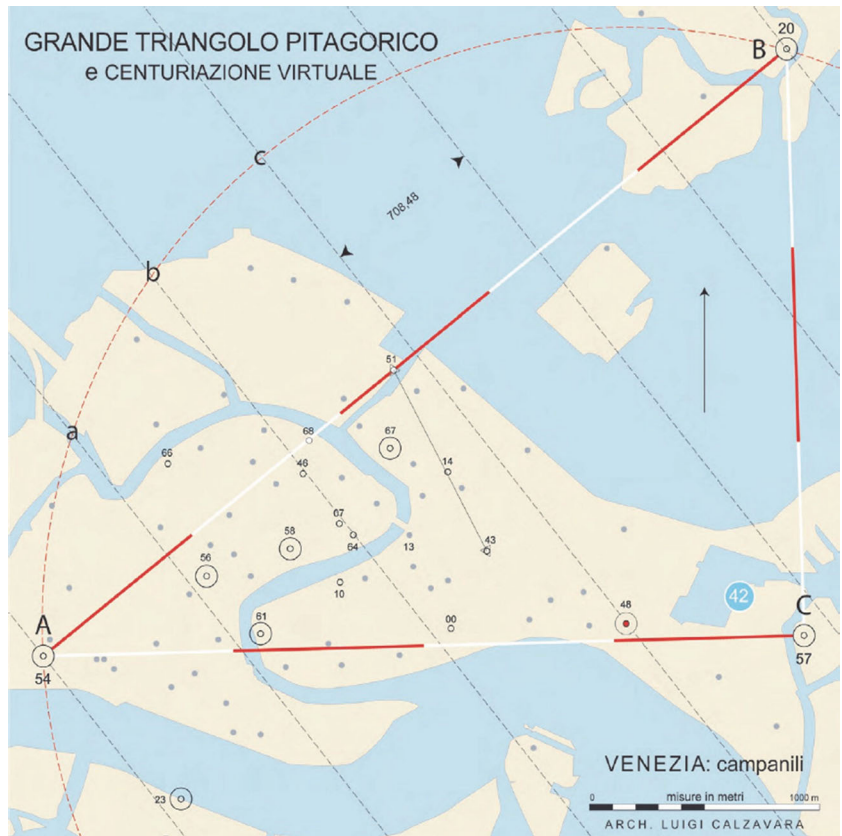 GRANDE TRIANGOLO PITAGORICO
e CENTURIAZIONE VIRTUALE
20
B
c
708,48
b
51
a
68
67
66
46
14
07
58
64
13
43
56
10
42
A
61
00
48
C
54
57
23
VENEZIA: campanili
0 misure in metri 1000 m
ARCH. LUIGI CALZAVARA